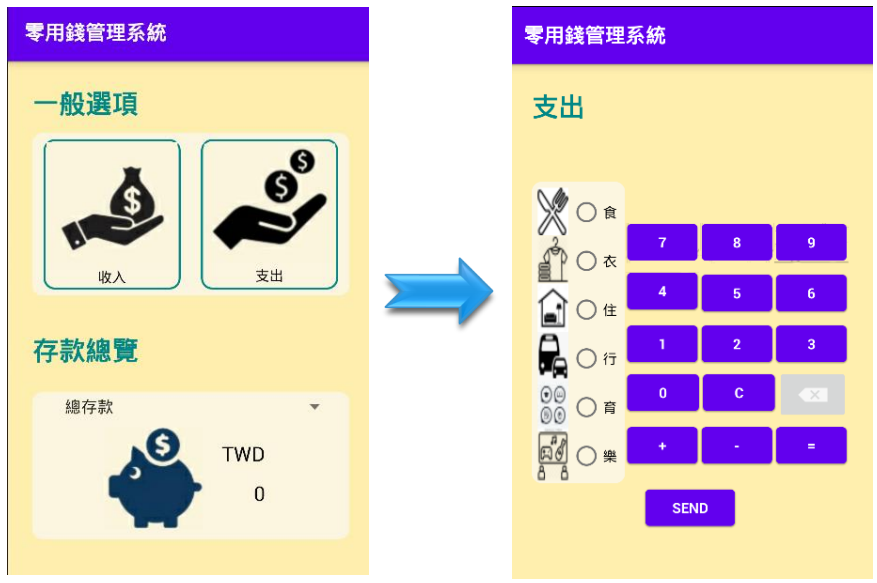 零用錢管理系統
一般選項
$
$
$
收入
支出
存款總覽
總存款
$
TWD
0
零用錢管理系統
支出
食
衣
住
行
育
樂
7 8 9
4 5 6
1 2 3
0 C
+ - =
SEND